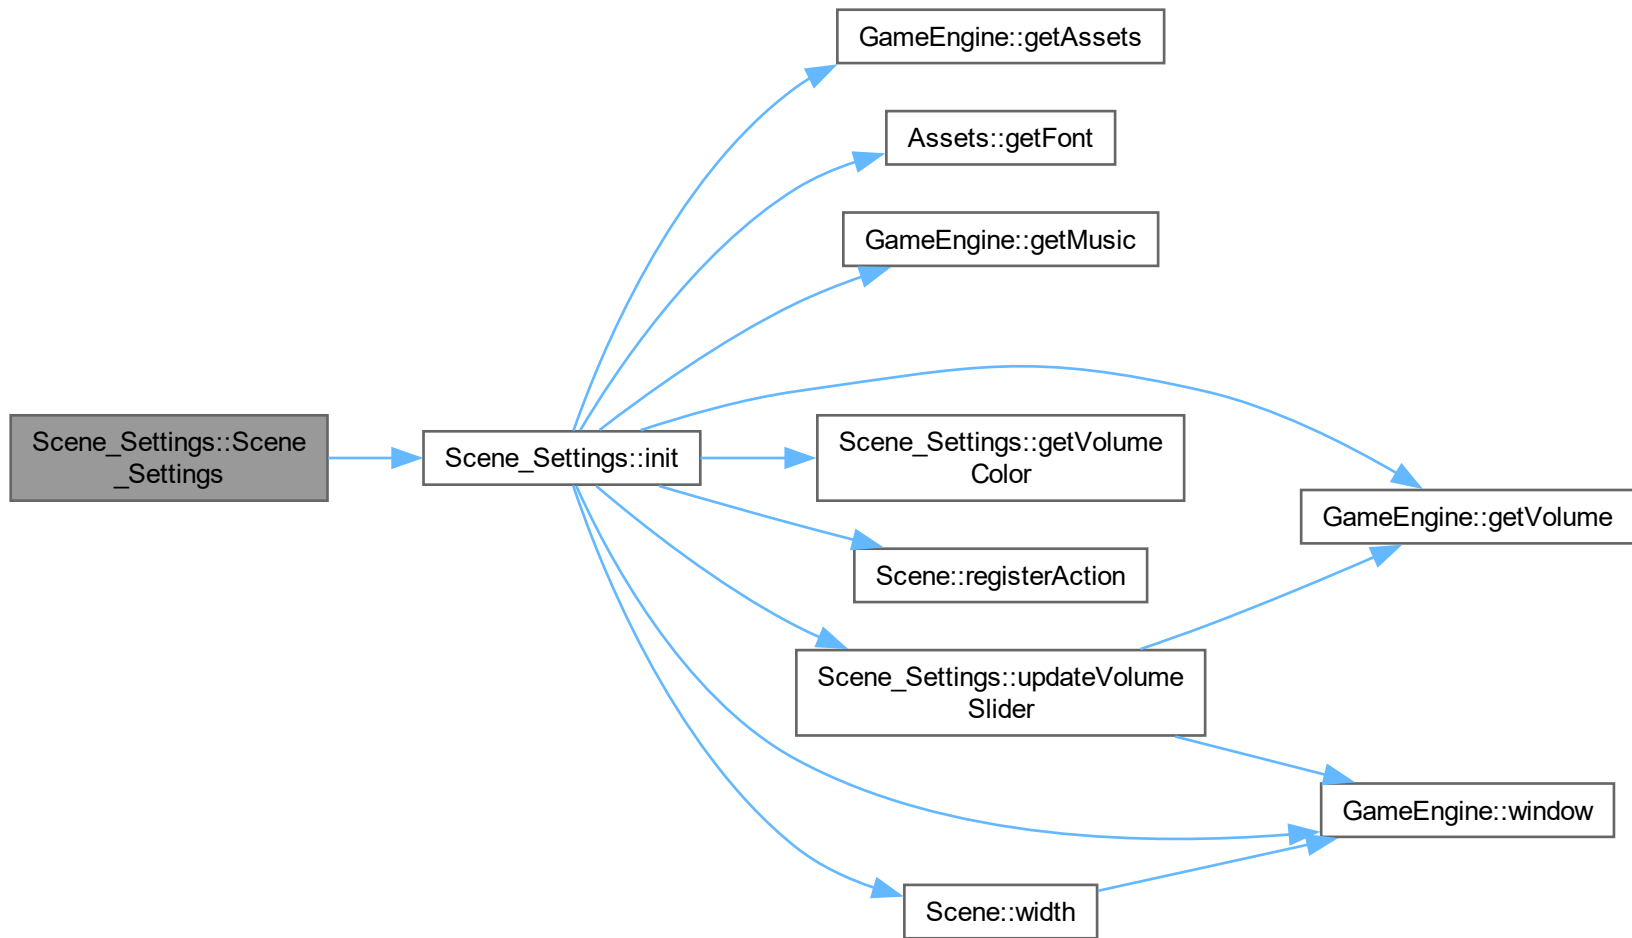 GameEngine::getAssets
Assets::getFont
GameEngine::getMusic
Scene_Settings::Scene
_Settings
Scene_Settings::init
Scene_Settings::getVolume
Color
GameEngine::getVolume
Scene::registerAction
Scene_Settings::updateVolume
Slider
GameEngine::window
Scene::width